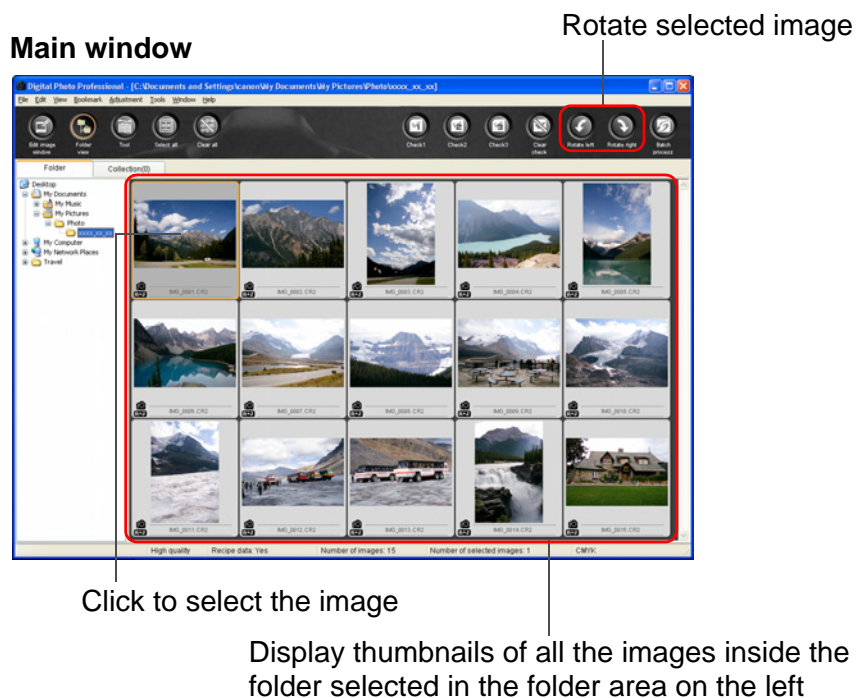 Rotate selected image
Main window
Digital Photo Professional - [C:\Documents and Settings\canon\My Documents\My Pictures\Photo\xxxx_xx_xx]
File Edit View Bookmark Adjustment Tools Window Help
Edit image window
Folder view
Tool
Select all
Clear all
Check1
Check2
Check3
Clear check
Rotate left
Rotate right
Batch process
Folder
Collection(0)
Desktop
My Documents
My Music
My Pictures
Photo
xxxx_xx_xx
My Computer
My Network Places
Travel
IMG_0001.CR2
IMG_0002.CR2
IMG_0003.CR2
IMG_0004.CR2
IMG_0005.CR2
IMG_0006.CR2
IMG_0007.CR2
IMG_0008.CR2
IMG_0009.CR2
IMG_0010.CR2
IMG_0011.CR2
IMG_0012.CR2
IMG_0013.CR2
IMG_0014.CR2
IMG_0015.CR2
High quality
Recipe data: Yes
Number of images: 15
Number of selected images: 1
CMYK
Click to select the image
Display thumbnails of all the images inside the
folder selected in the folder area on the left